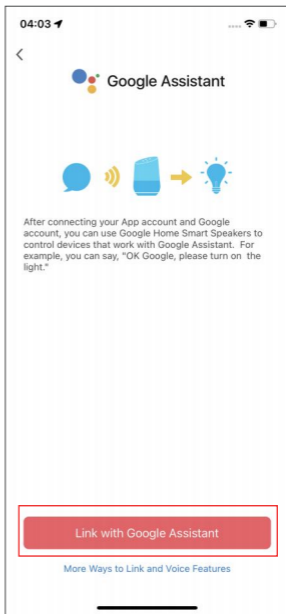 04:03
Google Assistant
After connecting your App account and Google
account, you can use Google Home Smart Speakers to
control devices that work with Google Assistant. For
example, you can say, "OK Google, please turn on the
light."
Link with Google Assistant
More Ways to Link and Voice Features